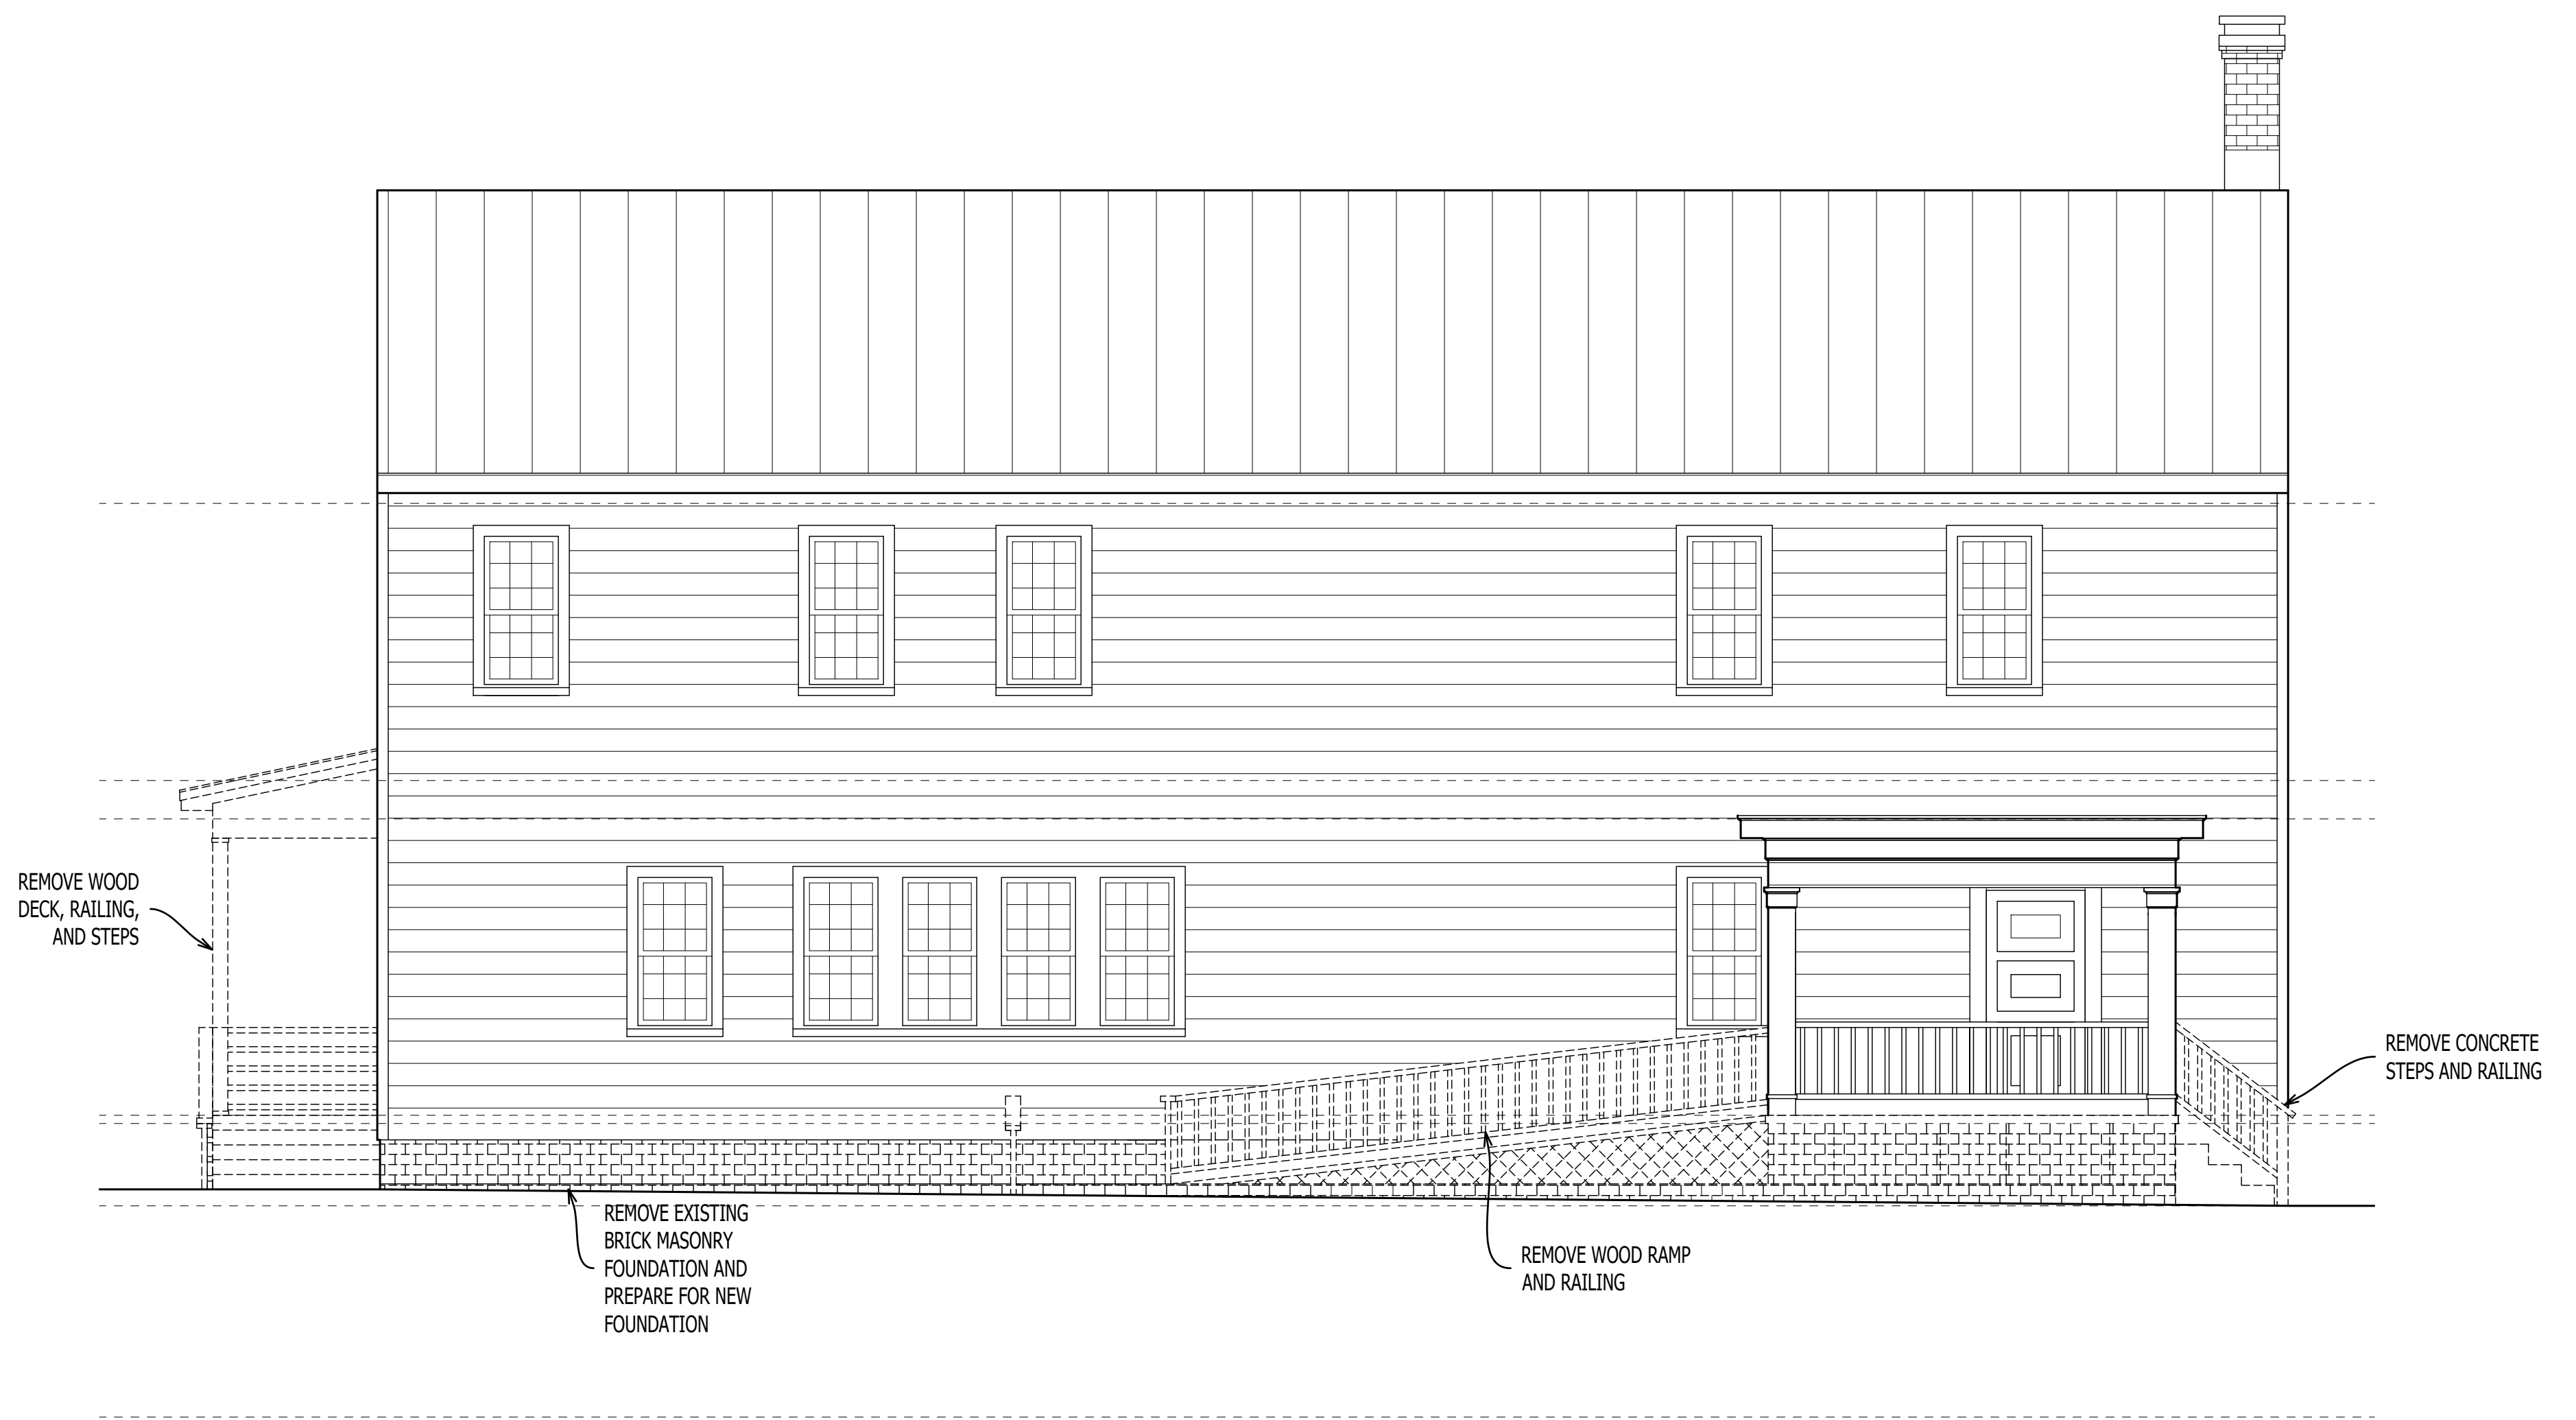 REMOVE WOOD
DECK, RAILING,
AND STEPS
REMOVE CONCRETE
STEPS AND RAILING
REMOVE EXISTING
BRICK MASONRY
FOUNDATION AND
PREPARE FOR NEW
FOUNDATION
REMOVE WOOD RAMP
AND RAILING